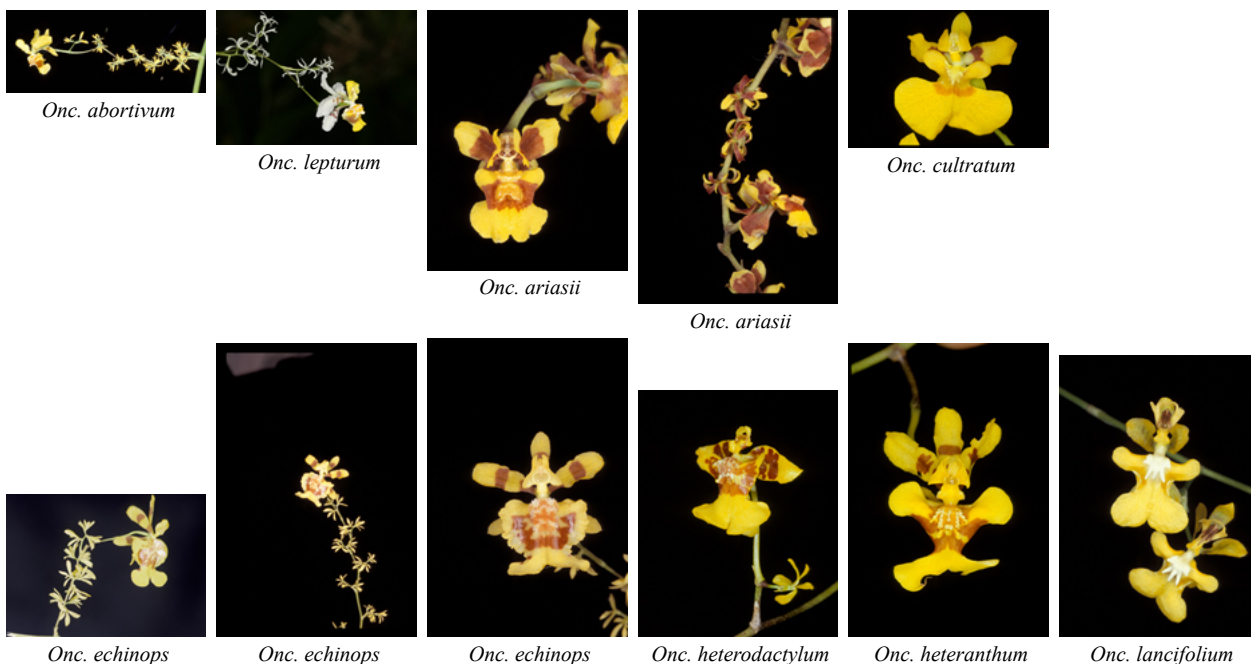 Onc. abortivum
Onc. lepturum
Onc. ariasii
Onc. ariasii
Onc. cultratum
Onc. echinops
Onc. echinops
Onc. echinops
Onc. heterodactylum
Onc. heteranthum
Onc. lancifolium